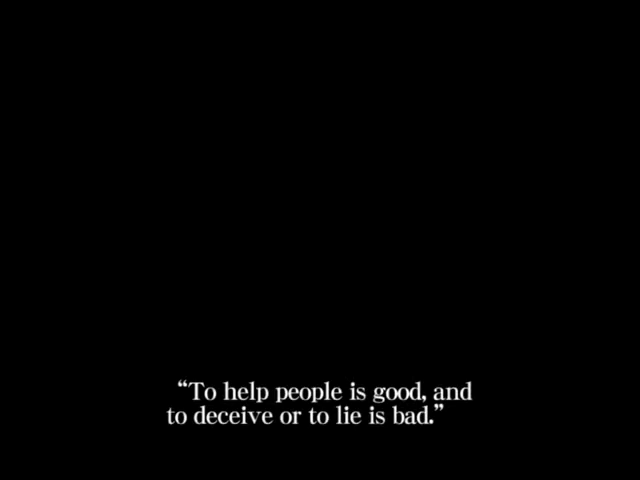 “To help people is good, and
to deceive or to lie is bad.”